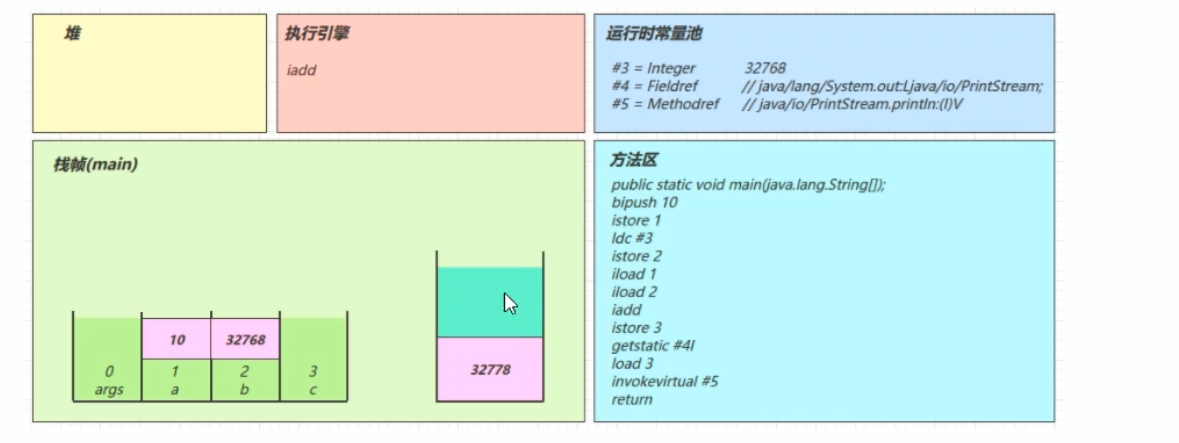 堆
执行引擎
iadd
运行时常量池
#3 = Integer 32768
#4 = Fieldref // java/lang/System.out:Ljava/io/PrintStream;
#5 = Methodref // java/io/PrintStream.println:(I)V
栈帧(main)
10 32768
0 1 2 3
args a b c
32778
方法区
public static void main(java.lang.String[]);
bipush 10
istore 1
ldc #3
istore 2
iload 1
iload 2
iadd
istore 3
getstatic #4I
load 3
invokevirtual #5
return